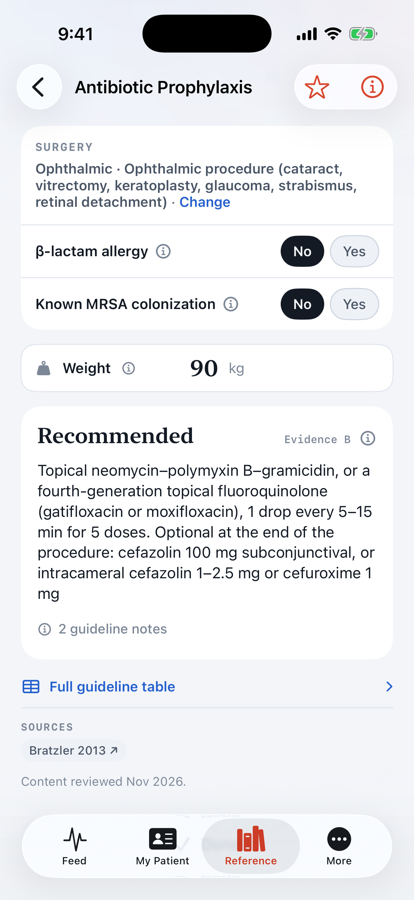 9:41
Antibiotic Prophylaxis
SURGERY
Ophthalmic · Ophthalmic procedure (cataract,
vitrectomy, keratoplasty, glaucoma, strabismus,
retinal detachment) · Change
β-lactam allergy
No
Yes
Known MRSA colonization
No
Yes
Weight
90 kg
Recommended
Evidence B
Topical neomycin–polymyxin B–gramicidin, or a
fourth-generation topical fluoroquinolone
(gatifloxacin or moxifloxacin), 1 drop every 5–15
min for 5 doses. Optional at the end of the
procedure: cefazolin 100 mg subconjunctival, or
intracameral cefazolin 1–2.5 mg or cefuroxime 1
mg
2 guideline notes
Full guideline table
SOURCES
Bratzler 2013 ↗
Content reviewed Nov 2026.
Feed
My Patient
Reference
More